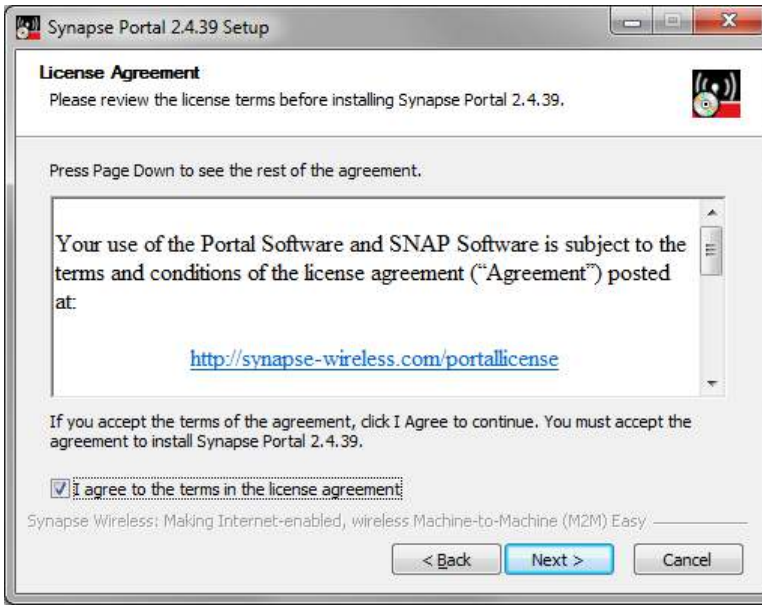 Synapse Portal 2.4.39 Setup
License Agreement
Please review the license terms before installing Synapse Portal 2.4.39.
Press Page Down to see the rest of the agreement.
Your use of the Portal Software and SNAP Software is subject to the
terms and conditions of the license agreement (“Agreement”) posted
at:
http://synapse-wireless.com/portallicense
If you accept the terms of the agreement, click I Agree to continue. You must accept the
agreement to install Synapse Portal 2.4.39.
I agree to the terms in the license agreement
Synapse Wireless: Making Internet-enabled, wireless Machine-to-Machine (M2M) Easy
< Back Next > Cancel